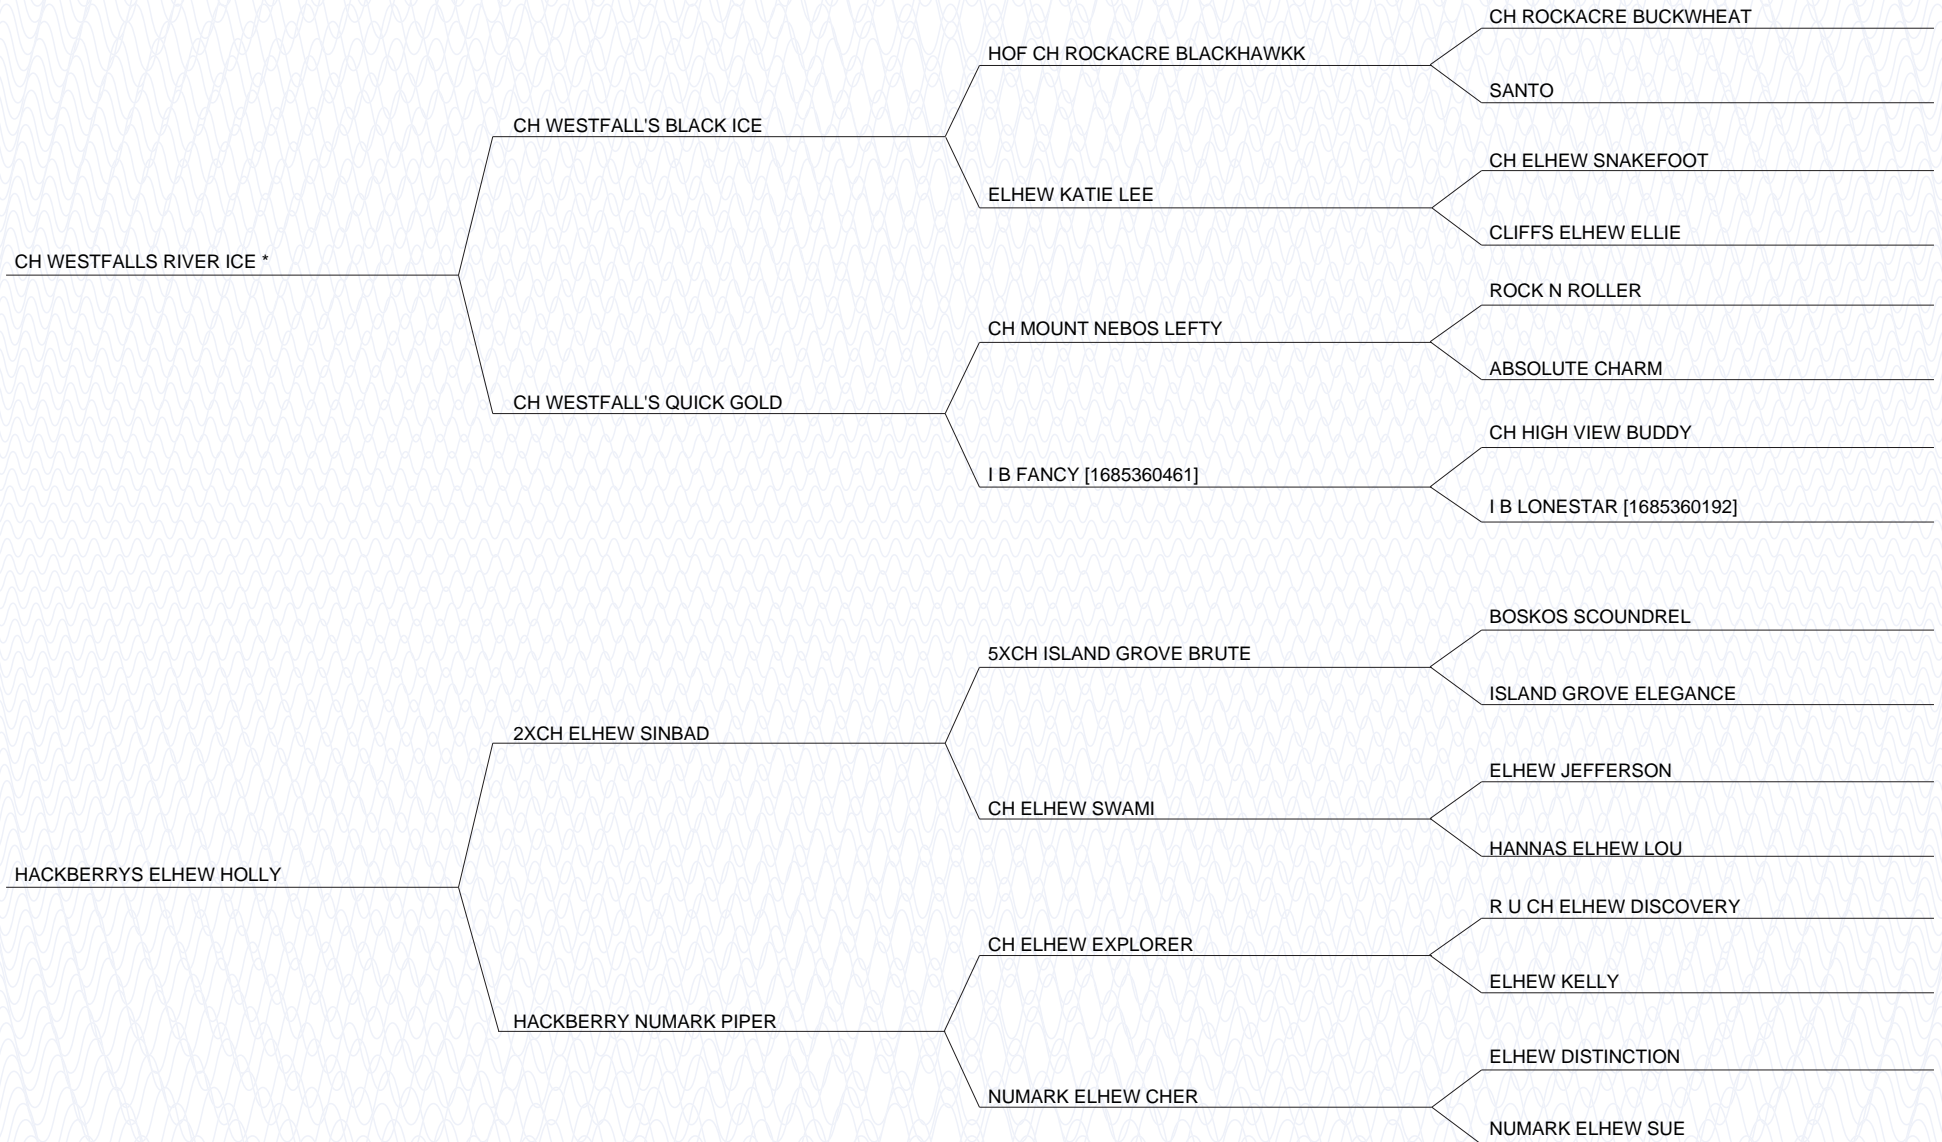 CH ROCKACRE BUCKWHEAT
HOF CH ROCKACRE BLACKHAWKK
SANTO
CH WESTFALL'S BLACK ICE
CH ELHEW SNAKEFOOT
ELHEW KATIE LEE
CLIFFS ELHEW ELLIE
CH WESTFALLS RIVER ICE *
ROCK N ROLLER
CH MOUNT NEBOS LEFTY
ABSOLUTE CHARM
CH WESTFALL'S QUICK GOLD
CH HIGH VIEW BUDDY
I B FANCY [1685360461]
I B LONESTAR [1685360192]
BOSKOS SCOUNDREL
5XCH ISLAND GROVE BRUTE
ISLAND GROVE ELEGANCE
2XCH ELHEW SINBAD
ELHEW JEFFERSON
CH ELHEW SWAMI
HANNAS ELHEW LOU
HACKBERRYS ELHEW HOLLY
R U CH ELHEW DISCOVERY
CH ELHEW EXPLORER
ELHEW KELLY
HACKBERRY NUMARK PIPER
ELHEW DISTINCTION
NUMARK ELHEW CHER
NUMARK ELHEW SUE